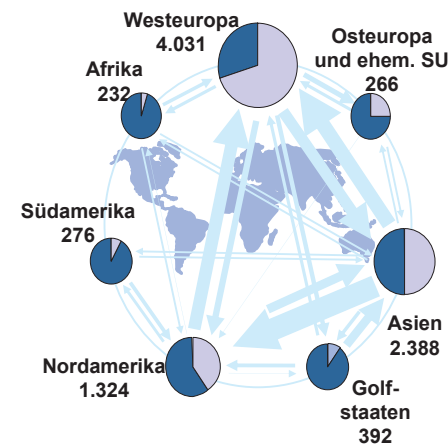 Westeuropa
4.031
Osteuropa
und ehem. SU
266
Afrika
232
Südamerika
276
Asien
2.388
Nordamerika
1.324
Golf-
staaten
392